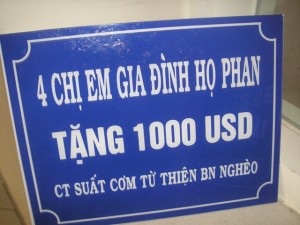 4 CHỊ EM GIA ĐÌNH HỌ PHAN
TẶNG 1000 USD
CT SUẤT CƠM TỪ THIỆN BN NGHÈO